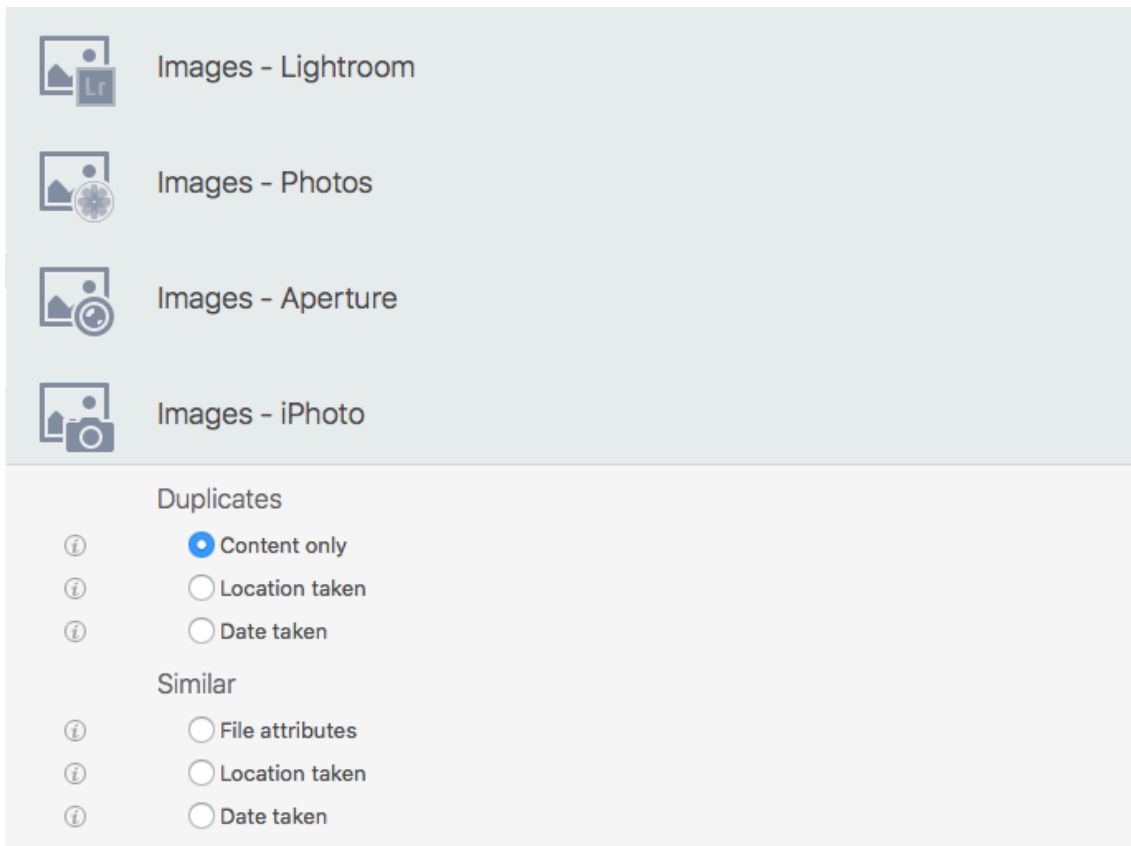 Lr
Images - Lightroom
Images - Photos
Images - Aperture
Images - iPhoto
Duplicates
i Content only
i Location taken
i Date taken
Similar
i File attributes
i Location taken
i Date taken